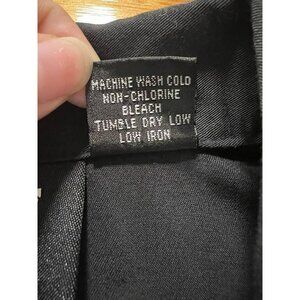 MACHINE WASH COLD
NON-CHLORINE
BLEACH
TUMBLE DRY LOW
LOW IRON